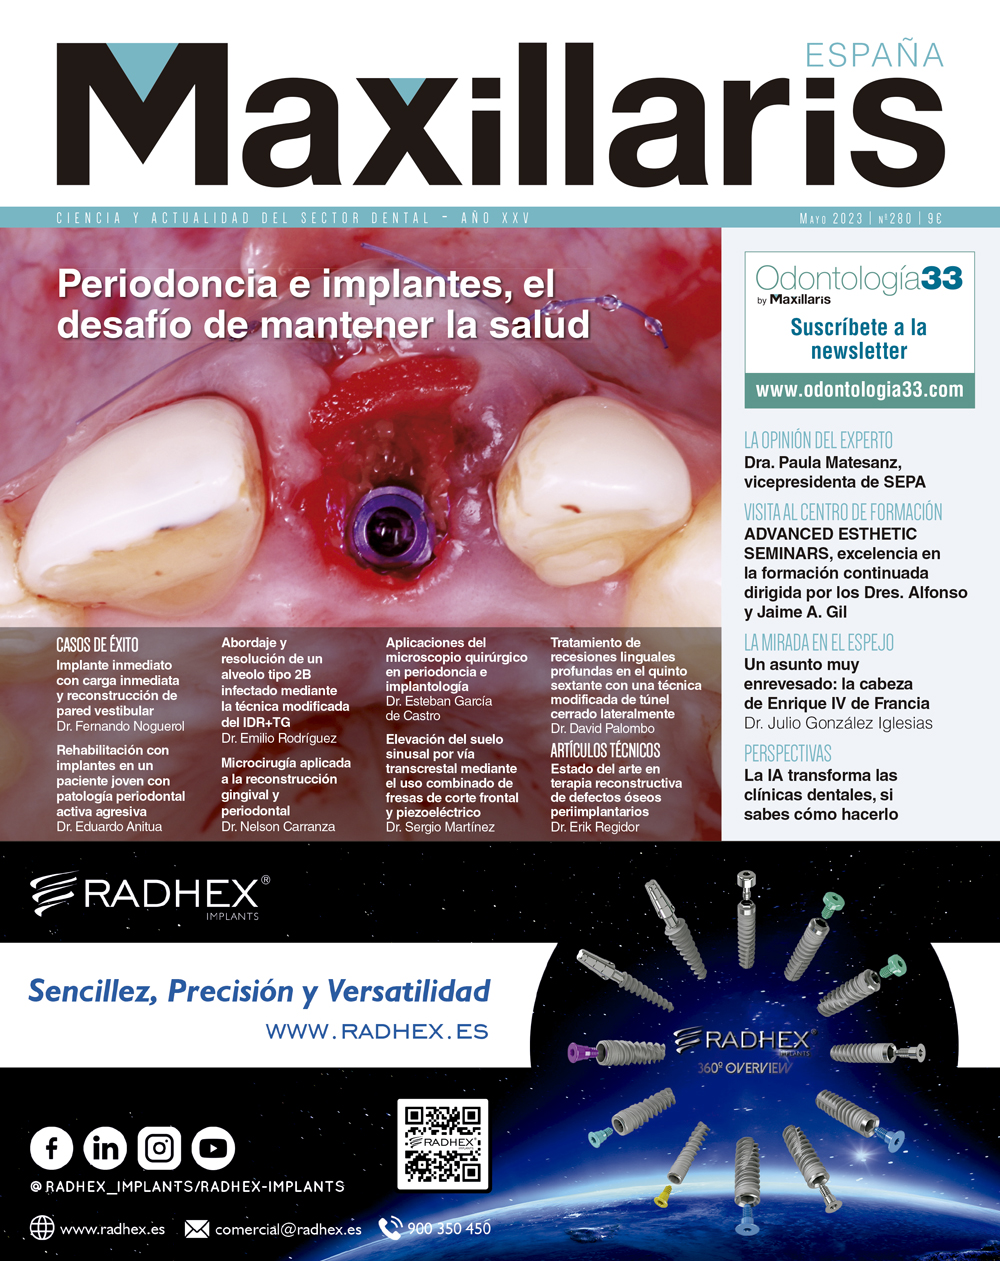 ESPAÑA
Maxillaris
CIENCIA Y ACTUALIDAD DEL SECTOR DENTAL – AÑO XXV
MAYO 2023 | Nº280 | 9€
Periodoncia e implantes, el
desafío de mantener la salud
Odontología33
by Maxillaris
Suscríbete a la
newsletter
www.odontologia33.com
LA OPINIÓN DEL EXPERTO
Dra. Paula Matesanz,
vicepresidenta de SEPA
VISITA AL CENTRO DE FORMACIÓN
ADVANCED ESTHETIC
SEMINARS, excelencia en
la formación continuada
dirigida por los Dres. Alfonso
y Jaime A. Gil
LA MIRADA EN EL ESPEJO
Un asunto muy
enrevesado: la cabeza
de Enrique IV de Francia
Dr. Julio González Iglesias
PERSPECTIVAS
La IA transforma las
clínicas dentales, si
sabes cómo hacerlo
CASOS DE ÉXITO
Implante inmediato
con carga inmediata
y reconstrucción de
pared vestibular
Dr. Fernando Noguerol
Rehabilitación con
implantes en un
paciente joven con
patología periodontal
activa agresiva
Dr. Eduardo Anitua
Abordaje y
resolución de un
alveolo tipo 2B
infectado mediante
la técnica modificada
del IDR+TG
Dr. Emilio Rodríguez
Microcirugía aplicada
a la reconstrucción
gingival y
periodontal
Dr. Nelson Carranza
Aplicaciones del
microscopio quirúrgico
en periodoncia e
implantología
Dr. Esteban García
de Castro
Elevación del suelo
sinusal por vía
transcrestal mediante
el uso combinado de
fresas de corte frontal
y piezoeléctrico
Dr. Sergio Martínez
Tratamiento de
recesiones linguales
profundas en el quinto
sextante con una técnica
modificada de túnel
cerrado lateralmente
Dr. David Palombo
ARTÍCULOS TÉCNICOS
Estado del arte en
terapia reconstructiva
de defectos óseos
periimplantarios
Dr. Erik Regidor
RADHEX®
IMPLANTS
Sencillez, Precisión y Versatilidad
WWW.RADHEX.ES
RADHEX®
IMPLANTS
360º OVERVIEW
RADHEX
@RADHEX_IMPLANTS/RADHEX-IMPLANTS
www.radhex.es
comercial@radhex.es
900 350 450